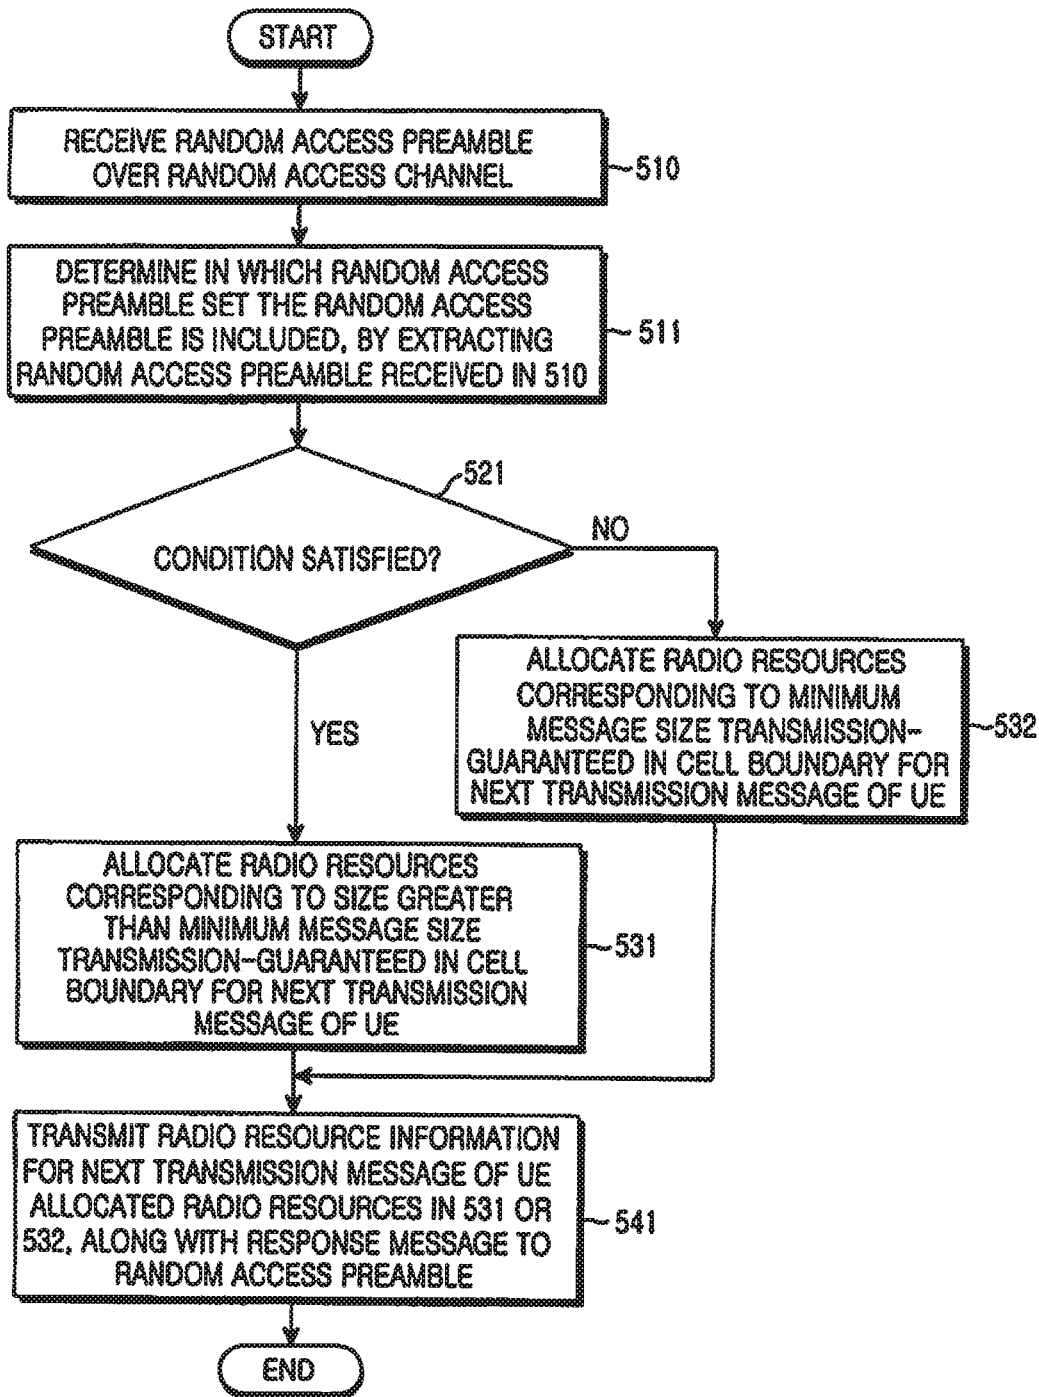 START
RECEIVE RANDOM ACCESS PREAMBLE
OVER RANDOM ACCESS CHANNEL
510
DETERMINE IN WHICH RANDOM ACCESS
PREAMBLE SET THE RANDOM ACCESS
PREAMBLE IS INCLUDED, BY EXTRACTING
RANDOM ACCESS PREAMBLE RECEIVED IN 510
511
521
CONDITION SATISFIED?
NO
YES
ALLOCATE RADIO RESOURCES
CORRESPONDING TO MINIMUM
MESSAGE SIZE TRANSMISSION-
GUARANTEED IN CELL BOUNDARY FOR
NEXT TRANSMISSION MESSAGE OF UE
532
ALLOCATE RADIO RESOURCES
CORRESPONDING TO SIZE GREATER
THAN MINIMUM MESSAGE SIZE
TRANSMISSION-GUARANTEED IN CELL
BOUNDARY FOR NEXT TRANSMISSION
MESSAGE OF UE
531
TRANSMIT RADIO RESOURCE INFORMATION
FOR NEXT TRANSMISSION MESSAGE OF UE
ALLOCATED RADIO RESOURCES IN 531 OR
532, ALONG WITH RESPONSE MESSAGE TO
RANDOM ACCESS PREAMBLE
541
END